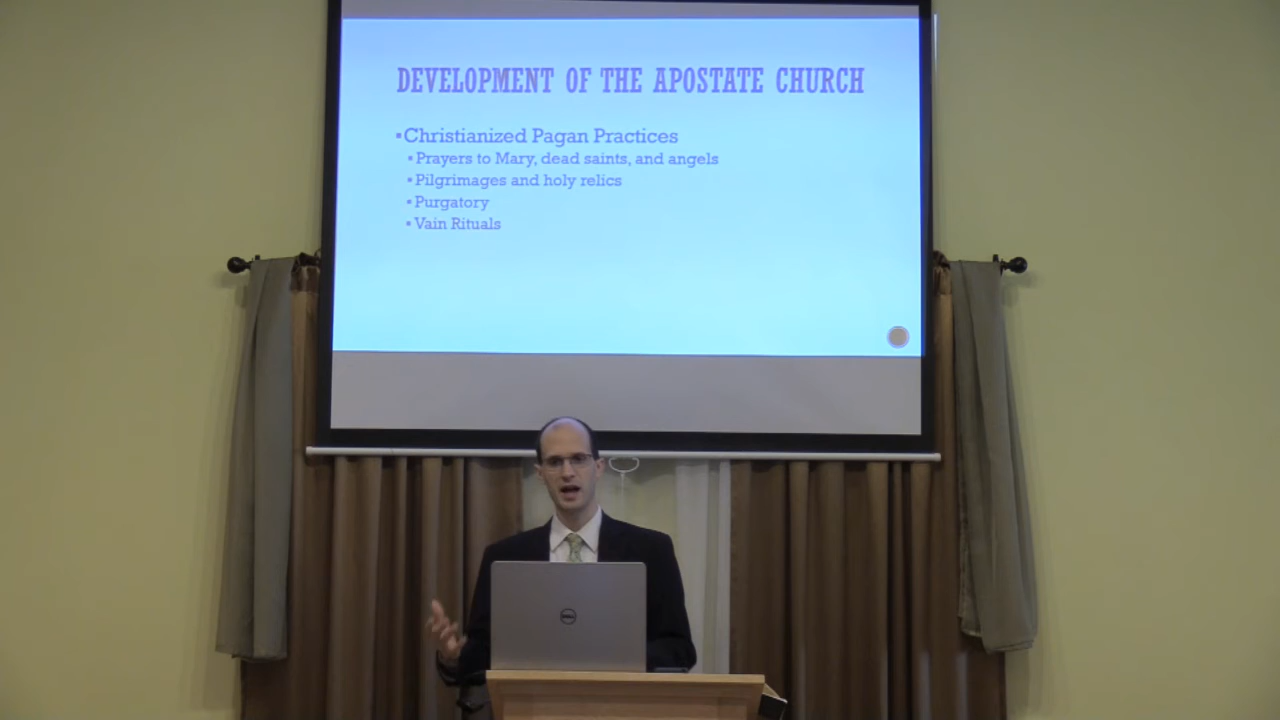 DEVELOPMENT OF THE APOSTATE CHURCH
▪Christianized Pagan Practices
▪Prayers to Mary, dead saints, and angels
▪Pilgrimages and holy relics
▪Purgatory
▪Vain Rituals
DELL